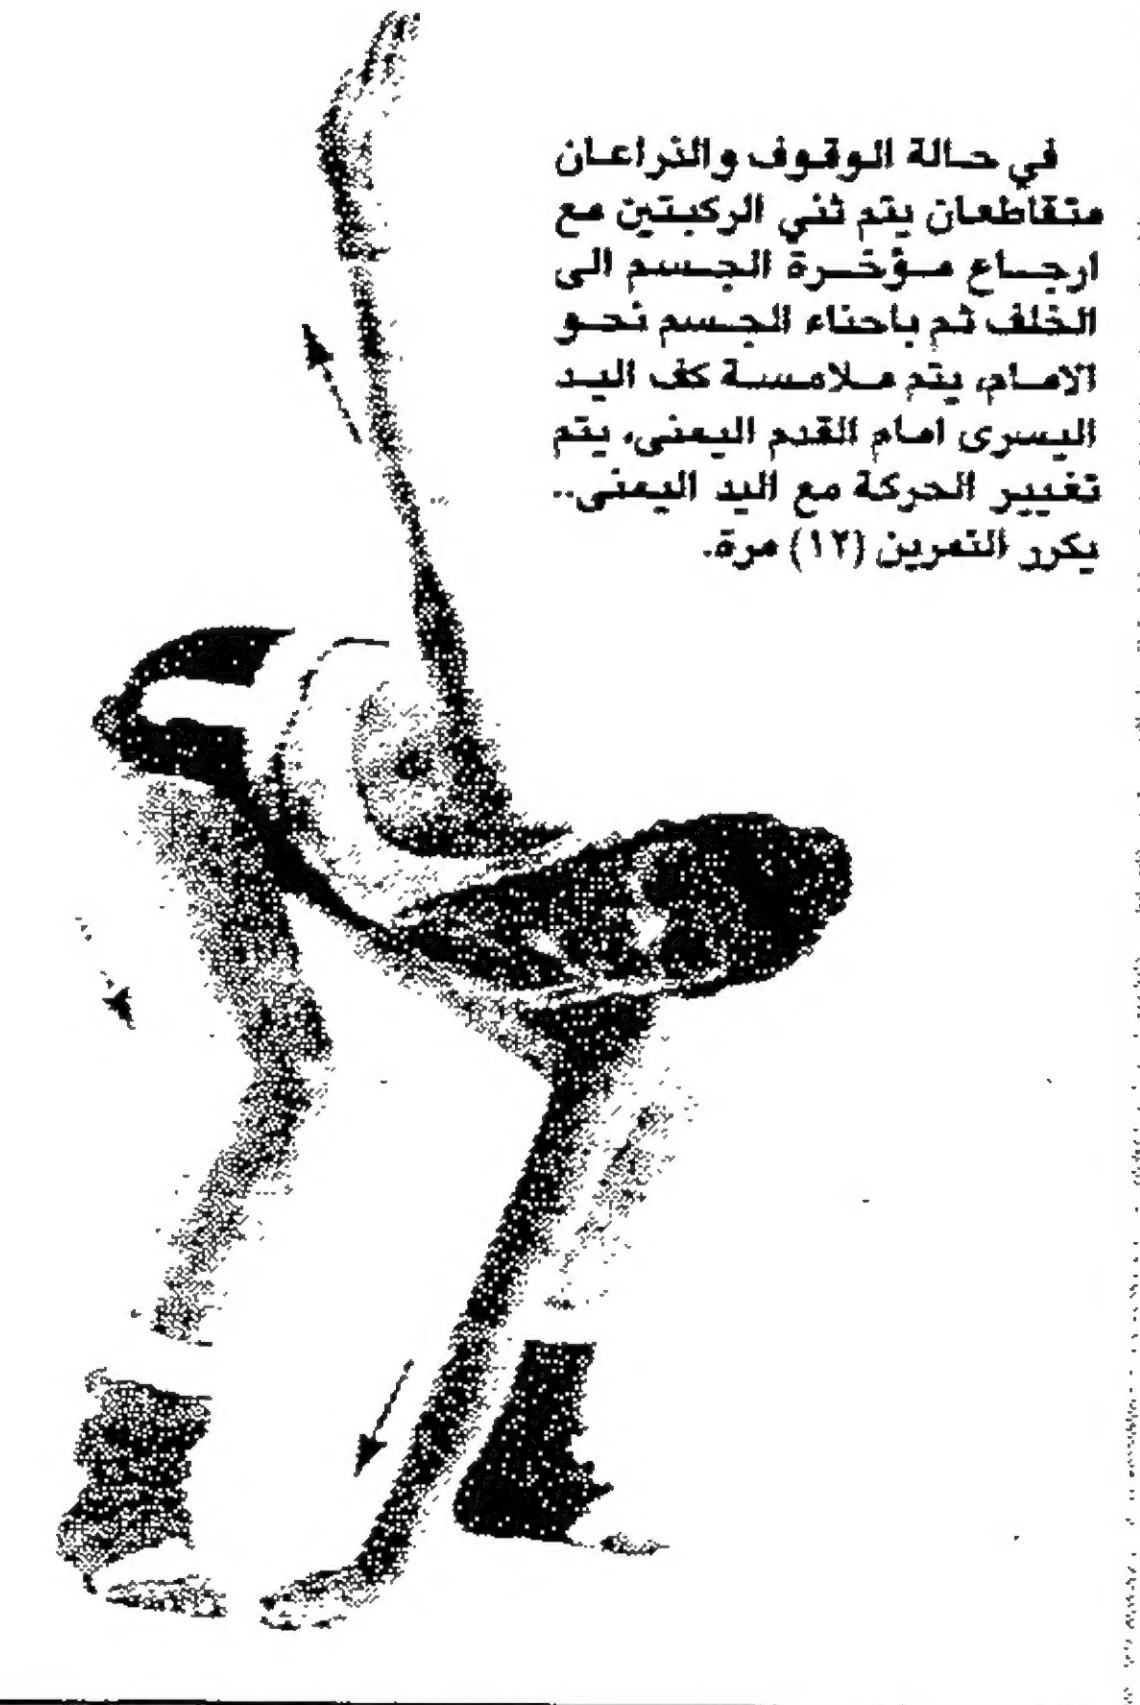 في حالة الوقوف والذراعان
متقاطعان يتم ثني الركبتين مع
ارجاع مؤخرة الجسم الى
الخلف ثم باحناء الجسم نحو
الامام، يتم ملامسة كف اليد
اليسرى امام القدم اليمنى، يتم
تغيير الحركة مع اليد اليمنى..
يكرر التمرين (١٢) مرة.